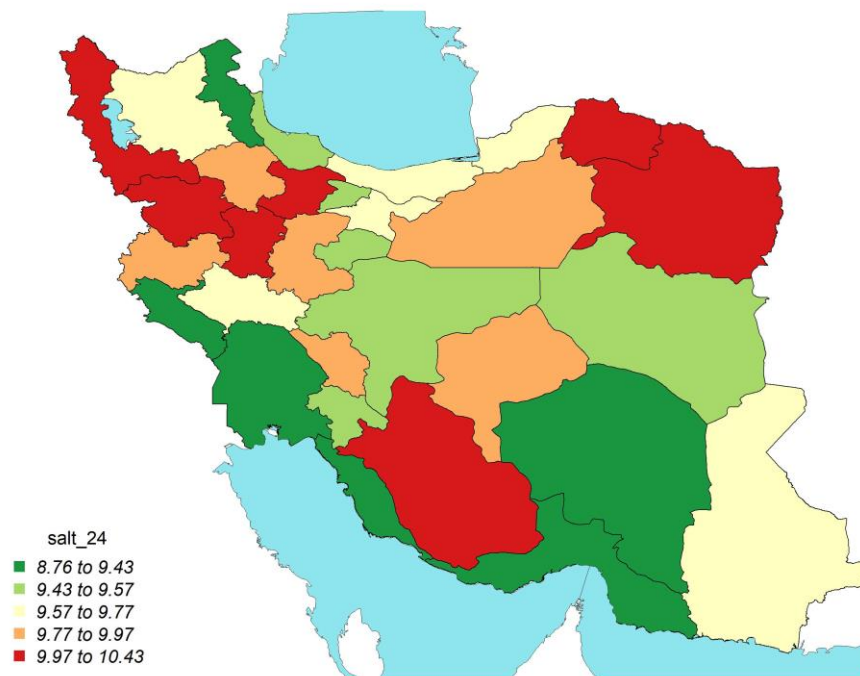 salt_24
8.76 to 9.43
9.43 to 9.57
9.57 to 9.77
9.77 to 9.97
9.97 to 10.43